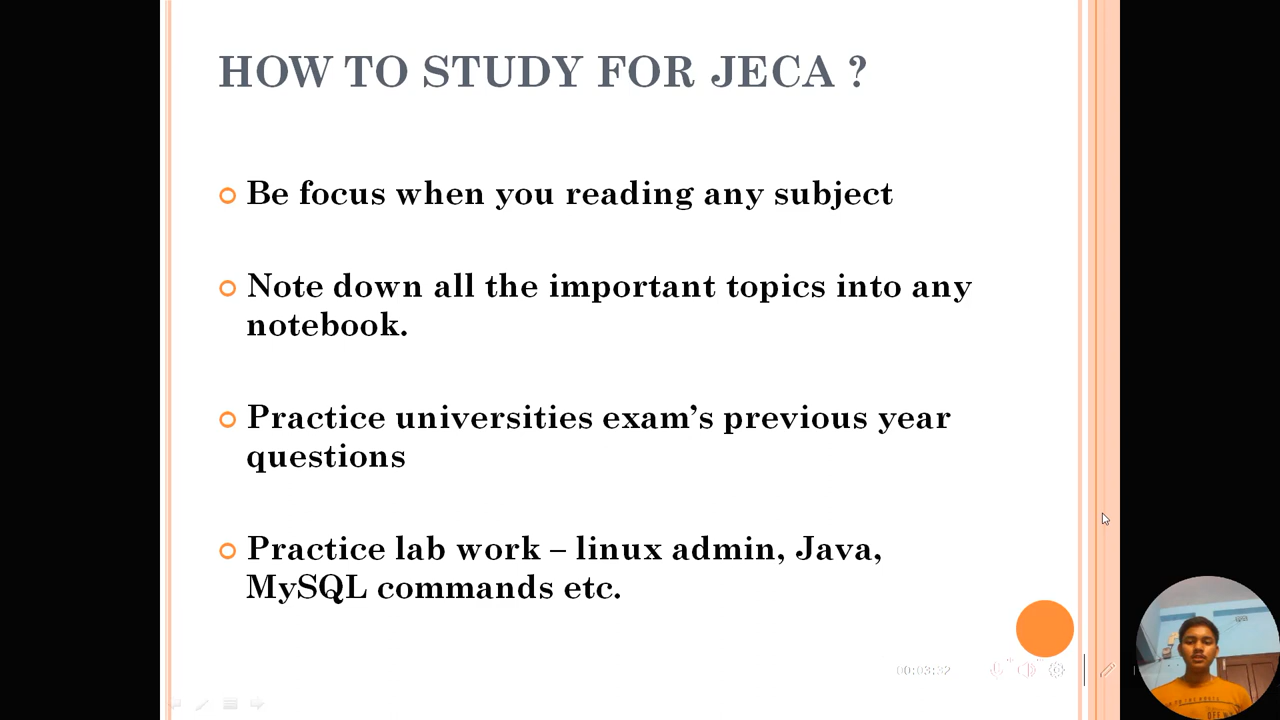 HOW TO STUDY FOR JECA ?
Be focus when you reading any subject
Note down all the important topics into any
notebook.
Practice universities exam's previous year
questions
Practice lab work – linux admin, Java,
MySQL commands etc.
00:03:32